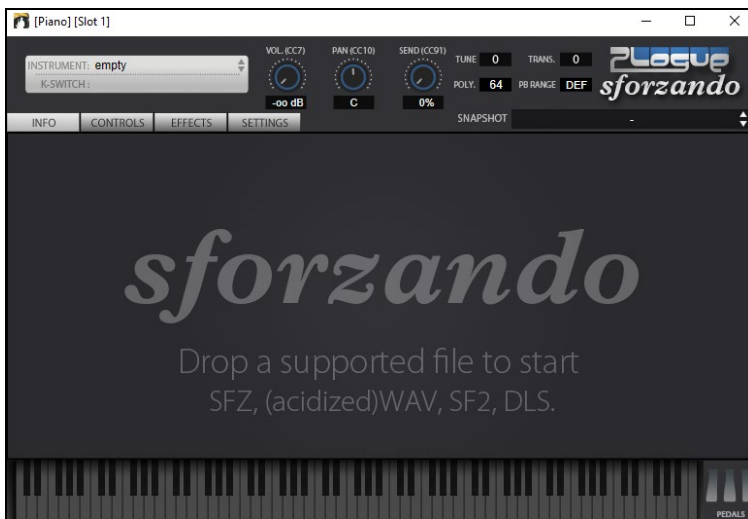 [Piano] [Slot 1]
INSTRUMENT: empty
K-SWITCH :
VOL. (CC7)
-oo dB
PAN (CC10)
C
SEND (CC91)
0%
TUNE 0 TRANS. 0
POLY. 64 PB RANGE DEF
Plogue
sforzando
INFO CONTROLS EFFECTS SETTINGS
SNAPSHOT -
sforzando
Drop a supported file to start
SFZ, (acidized)WAV, SF2, DLS.
PEDALS